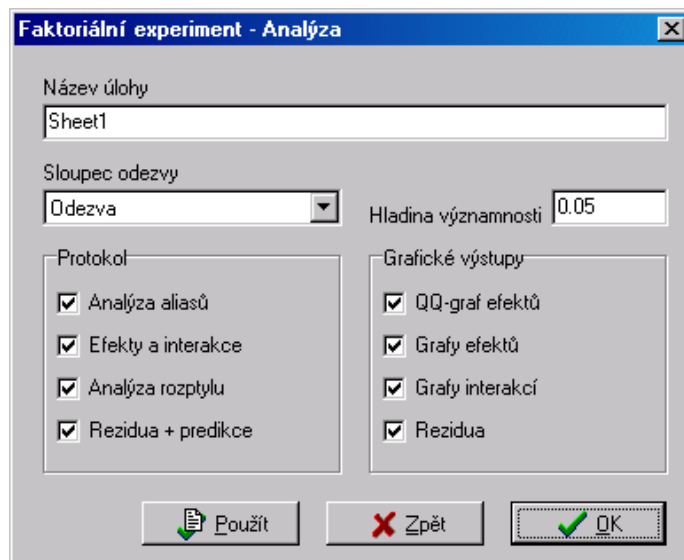 Faktoriální experiment - Analýza
Název úlohy
Sheet1
Sloupec odezvy
Odezva
Hladina významnosti 0.05
Protokol
Analýza aliasů
Efekty a interakce
Analýza rozptylu
Rezidua + predikce
Grafické výstupy
QQ-graf efektů
Grafy efektů
Grafy interakcí
Rezidua
Použít
Zpět
OK